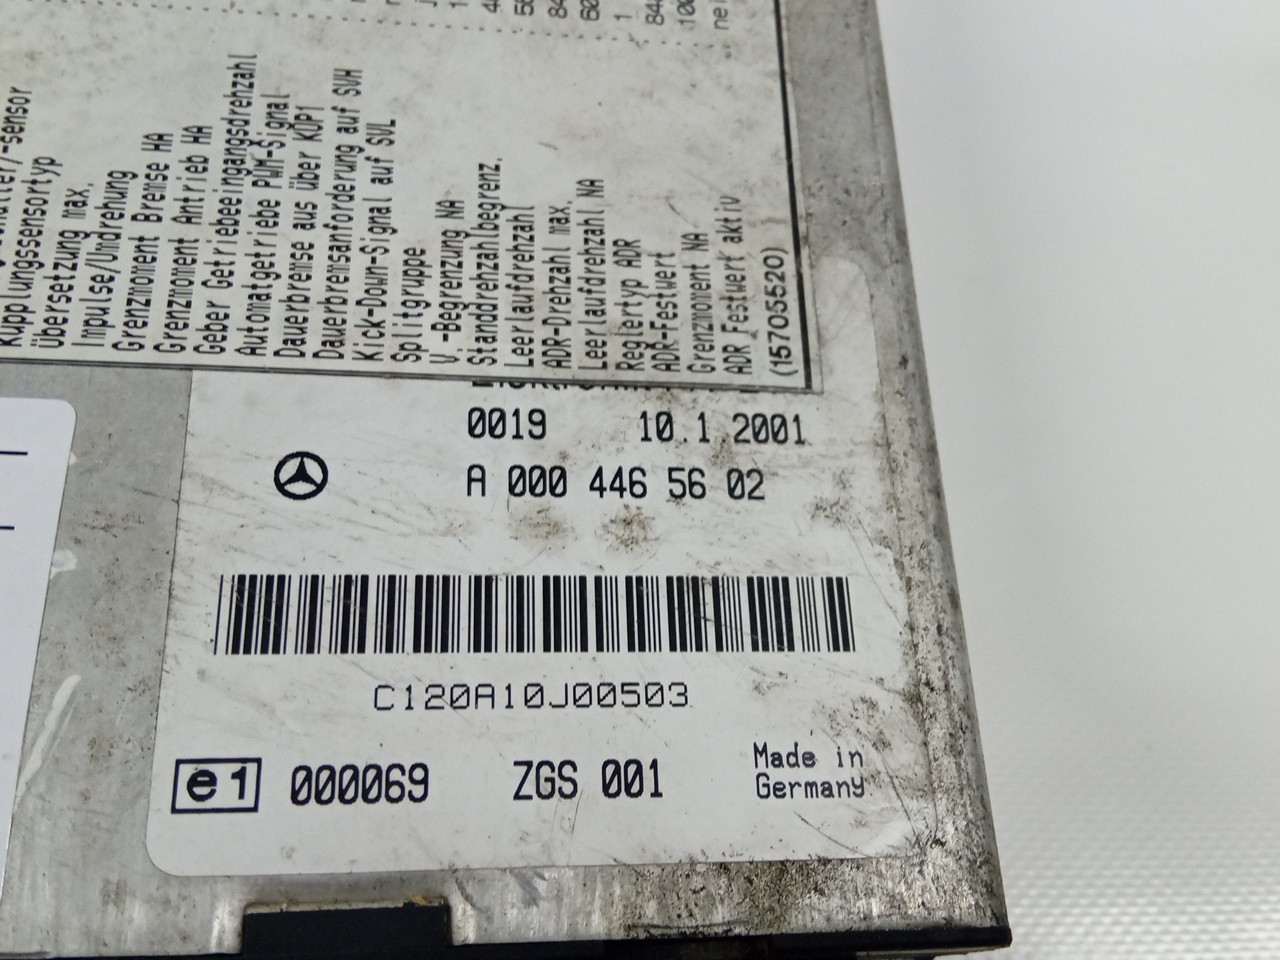 Kupplungssensortyp
Übersetzung max.
Impulse/Umdrehung
Grenzmoment Bremse HA
Grenzmoment Antrieb HA
Geber Getriebeeingangsdrehzahl
Automatgetriebe PWM-Signal
Dauerbremse aus über KÜP1
Dauerbremsanforderung auf SVH
Kick-Down-Signal auf SVL
Splitgruppe
V -Begrenzung NA
Standdrehzahlbegrenz.
Leerlaufdrehzahl
ADR-Drehzahl max.
Leerlaufdrehzahl NA
Reglertyp ADR 1
ADR-Festwert
Grenzmoment NA
ADR Festwert aktiv
(15705520)
0019 10.1.2001
A 000 446 56 02
C120A10J00503
e1 000069 ZGS 001 Made in
Germany